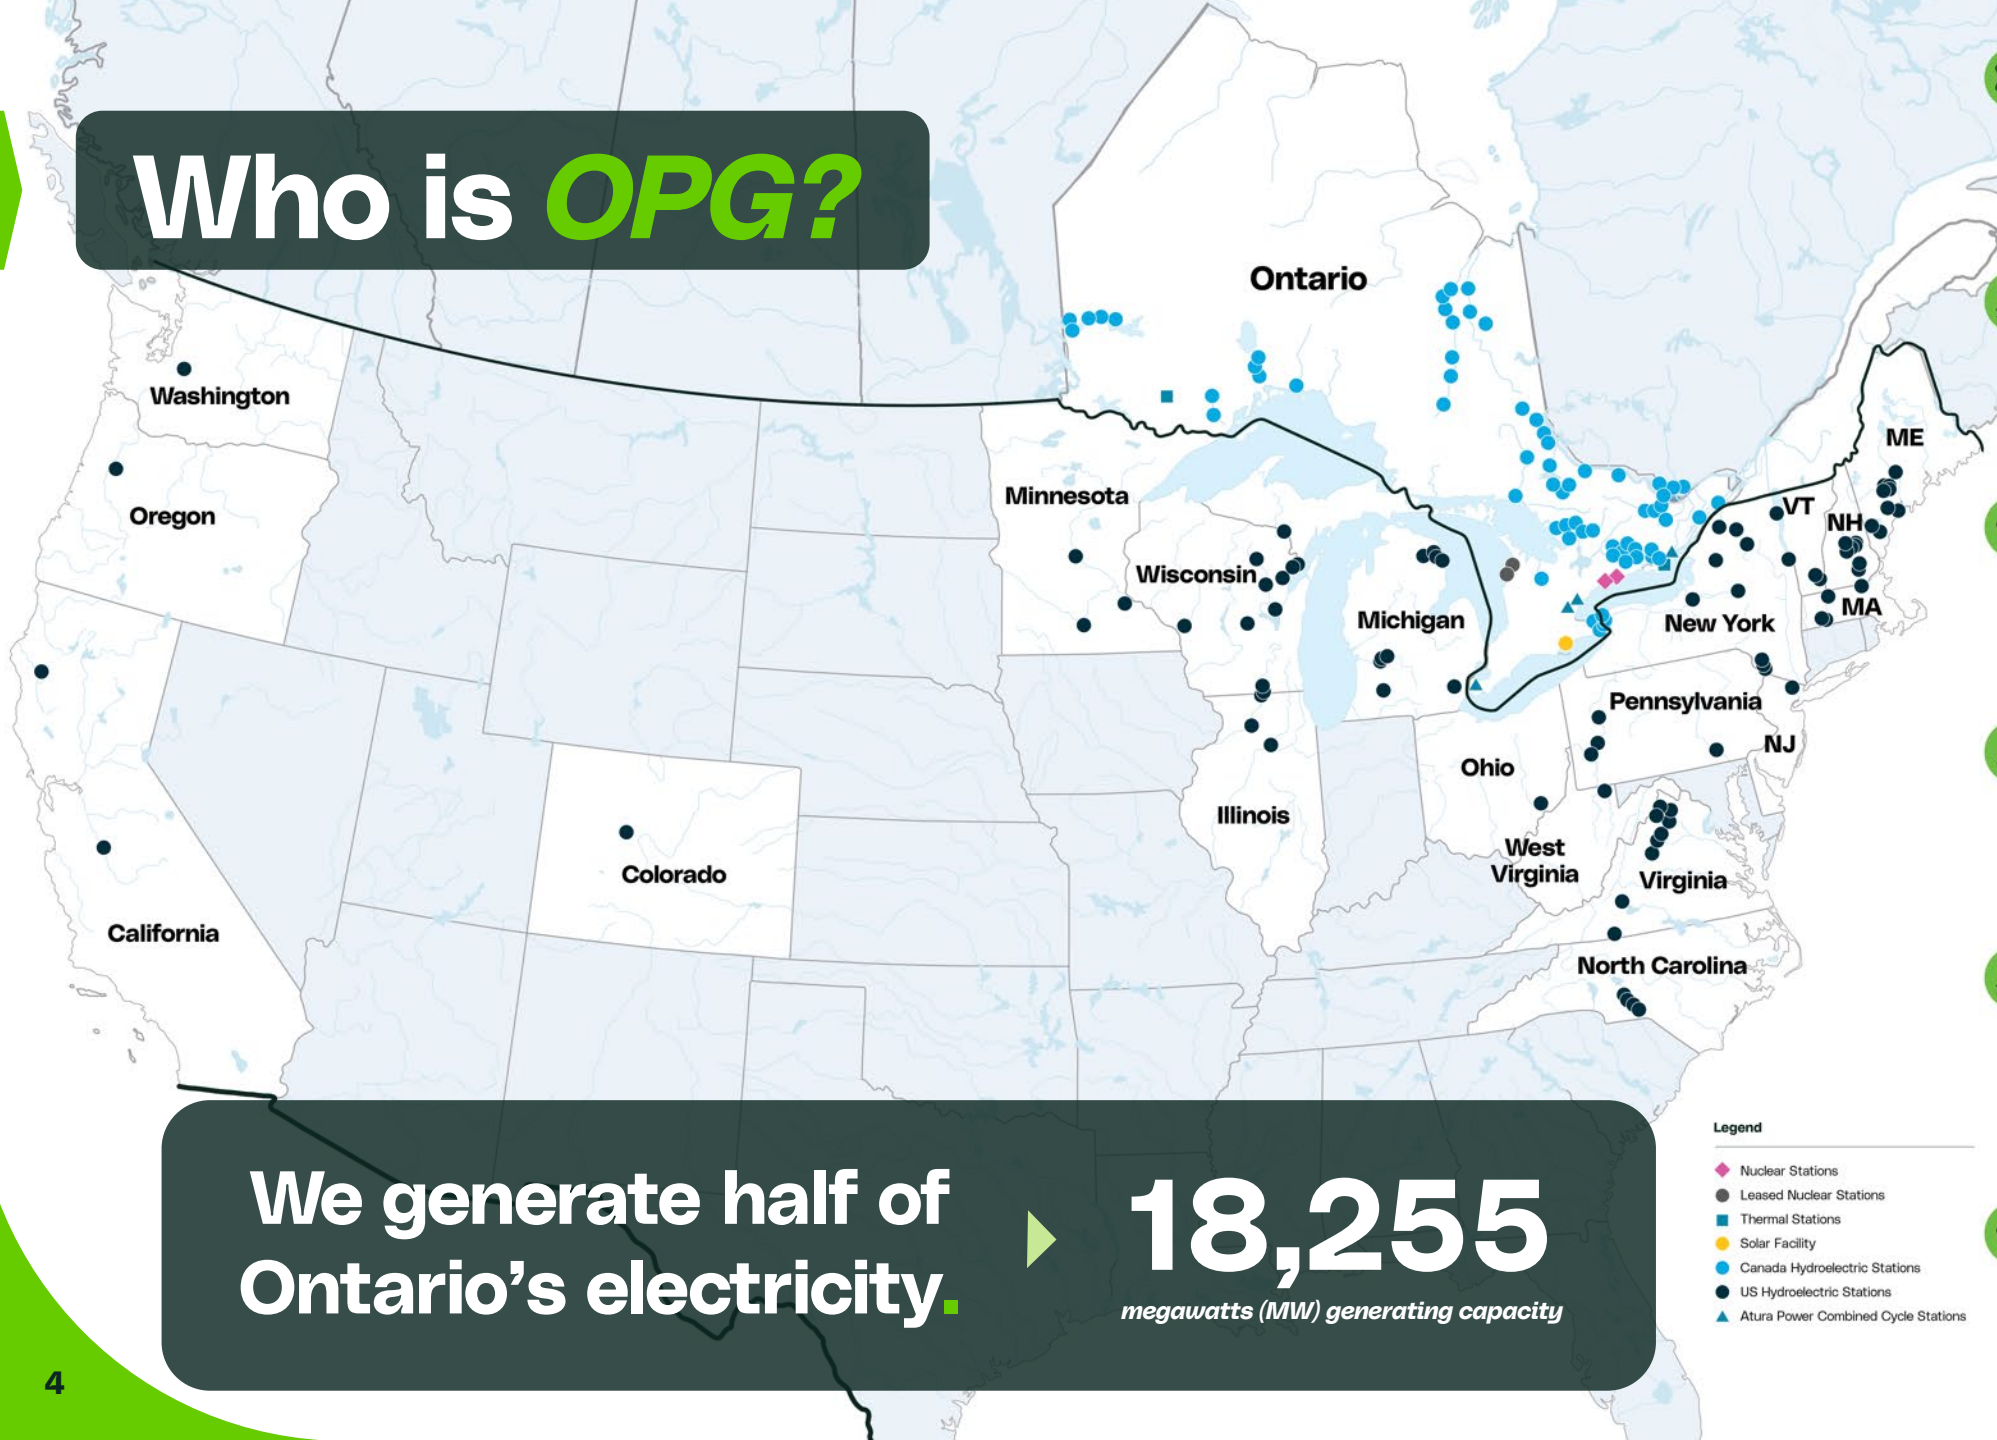 Who is OPG?
Ontario
Washington
ME
Minnesota
VT
Oregon
NH
Wisconsin
MA
Michigan
New York
Pennsylvania
NJ
Ohio
Illinois
West
Virginia
Colorado
Virginia
California
North Carolina
We generate half of
Ontario's electricity.
18,255
megawatts (MW) generating capacity
Legend
Nuclear Stations
Leased Nuclear Stations
Thermal Stations
Solar Facility
Canada Hydroelectric Stations
US Hydroelectric Stations
Atura Power Combined Cycle Stations
4